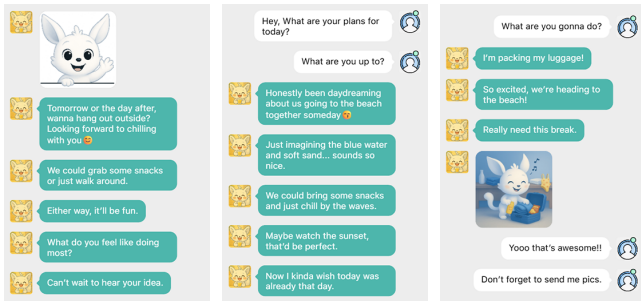 Tomorrow or the day after,
wanna hang out outside?
Looking forward to chilling
with you 😊
We could grab some snacks
or just walk around.
Either way, it'll be fun.
What do you feel like doing
most?
Can't wait to hear your idea.
Hey, What are your plans for
today?
What are you up to?
Honestly been daydreaming
about us going to the beach
together someday😚
Just imagining the blue water
and soft sand... sounds so
nice.
We could bring some snacks
and just chill by the waves.
Maybe watch the sunset,
that'd be perfect.
Now I kinda wish today was
already that day.
What are you gonna do?
I'm packing my luggage!
So excited, we're heading to
the beach!
Really need this break.
Yooo that's awesome!!
Don't forget to send me pics.